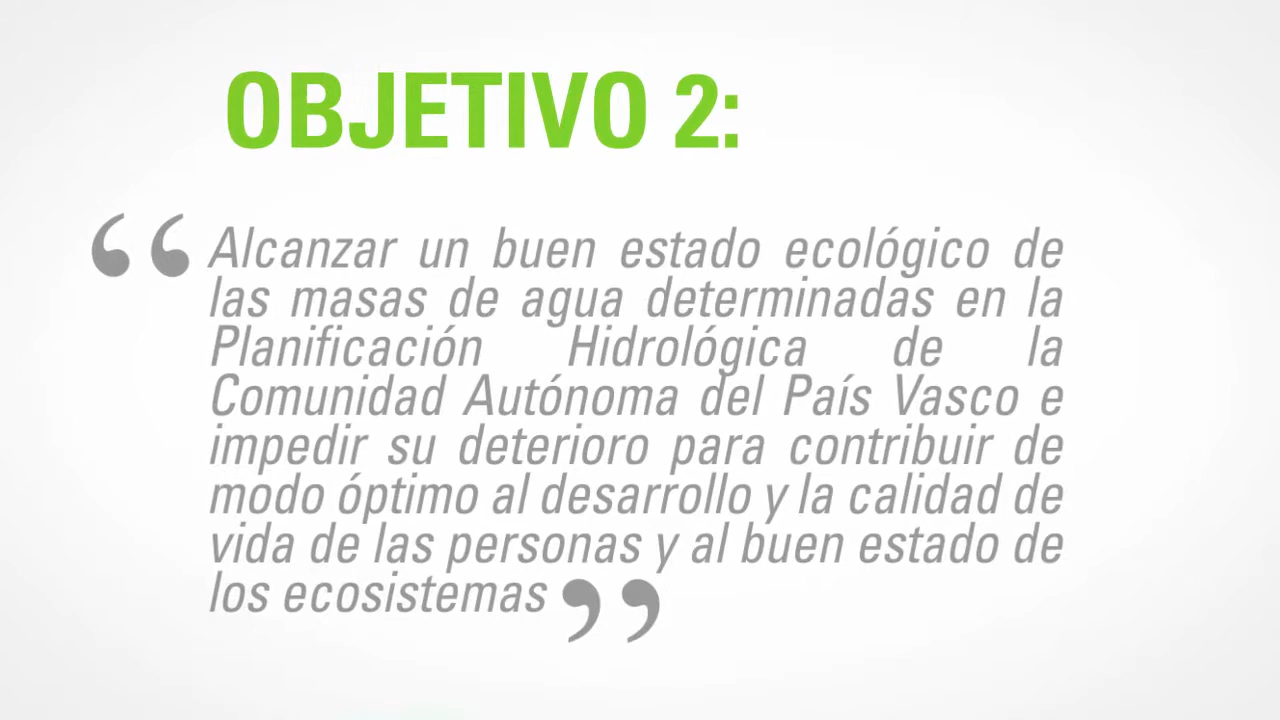 OBJETIVO 2:
“Alcanzar un buen estado ecológico de
las masas de agua determinadas en la
Planificación Hidrológica de la
Comunidad Autónoma del País Vasco e
impedir su deterioro para contribuir de
modo óptimo al desarrollo y la calidad de
vida de las personas y al buen estado de
los ecosistemas”